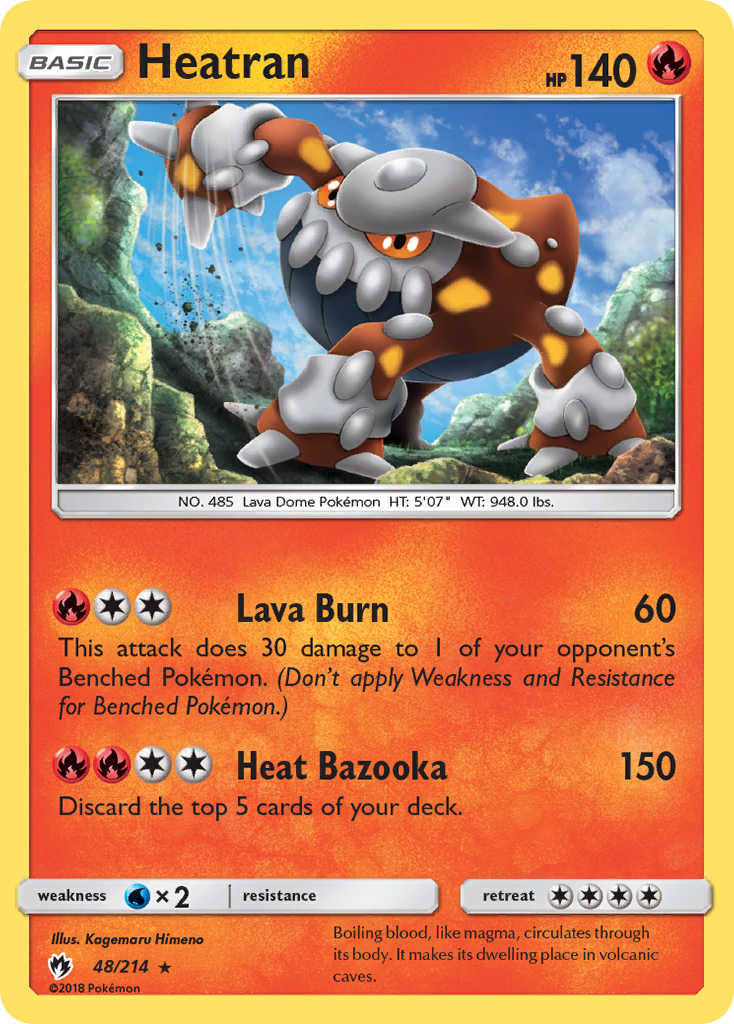 BASIC Heatran HP 140
NO. 485 Lava Dome Pokémon HT: 5'07" WT: 948.0 lbs.
Lava Burn 60
This attack does 30 damage to 1 of your opponent's
Benched Pokémon. (Don't apply Weakness and Resistance
for Benched Pokémon.)
Heat Bazooka 150
Discard the top 5 cards of your deck.
weakness ×2 resistance retreat
Illus. Kagemaru Himeno
48/214 ★
©2018 Pokémon
Boiling blood, like magma, circulates through
its body. It makes its dwelling place in volcanic
caves.